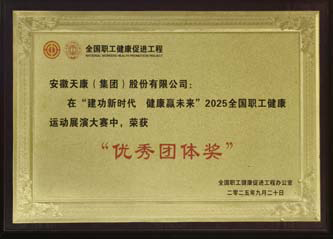 全国职工健康促进工程
NATIONAL WORKERS HEALTH PROMOTION PROJECT
安徽天康（集团）股份有限公司：
在“建功新时代 健康赢未来”2025全国职工健康
运动展演大赛中，荣获
“优秀团体奖”
全国职工健康促进工程办公室
二零二五年九月二十日